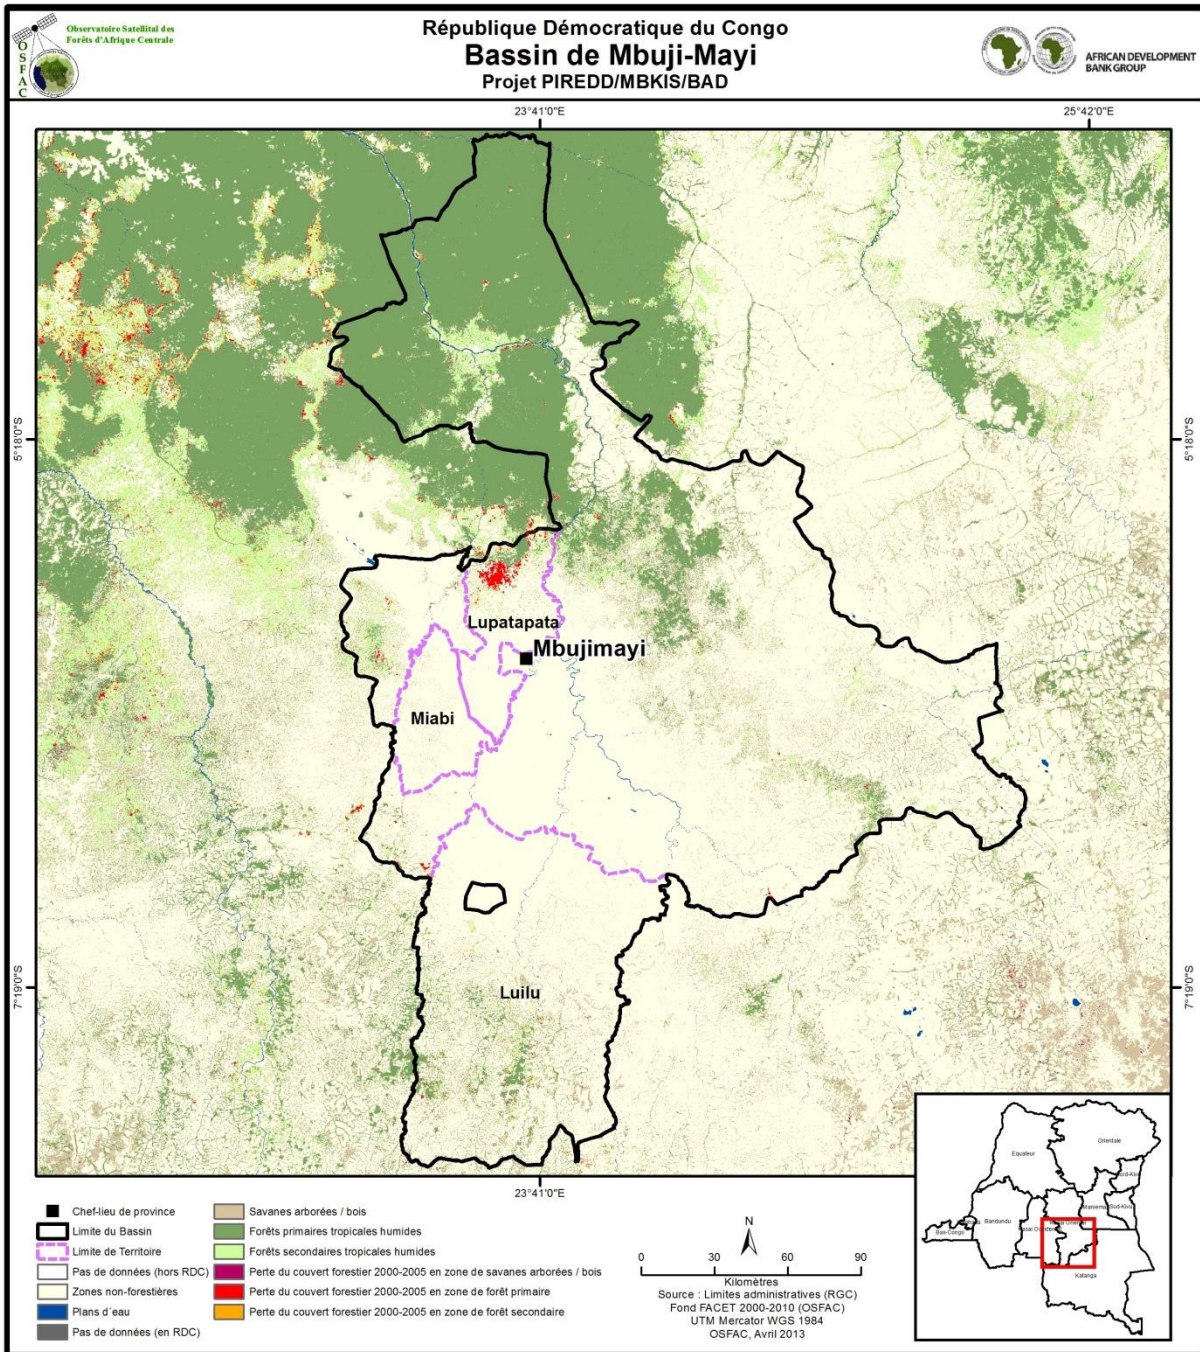 Observatoire Satellital des
Forêts d'Afrique Centrale
OSFAC
République Démocratique du Congo
Bassin de Mbuji-Mayi
Projet PIREDD/MBKIS/BAD
AFRICAN DEVELOPMENT
BANK GROUP
23°41'0"E
25°42'0"E
5°18'0"S
5°18'0"S
Lupatapata
Mbujimayi
Miabi
7°19'0"S
7°19'0"S
Luilu
23°41'0"E
Equateur
Orientale
Maniema
Bandundu
Bas-Congo
Katanga
Chef-lieu de province
Limite du Bassin
Limite de Territoire
Pas de données (hors RDC)
Zones non-forestières
Plans d'eau
Pas de données (en RDC)
Savanes arborées / bois
Forêts primaires tropicales humides
Forêts secondaires tropicales humides
Perte du couvert forestier 2000-2005 en zone de savanes arborées / bois
Perte du couvert forestier 2000-2005 en zone de forêt primaire
Perte du couvert forestier 2000-2005 en zone de forêt secondaire
N
0 30 60 90
Kilomètres
Source : Limites administratives (RGC)
Fond FACET 2000-2010 (OSFAC)
UTM Mercator WGS 1984
OSFAC, Avril 2013